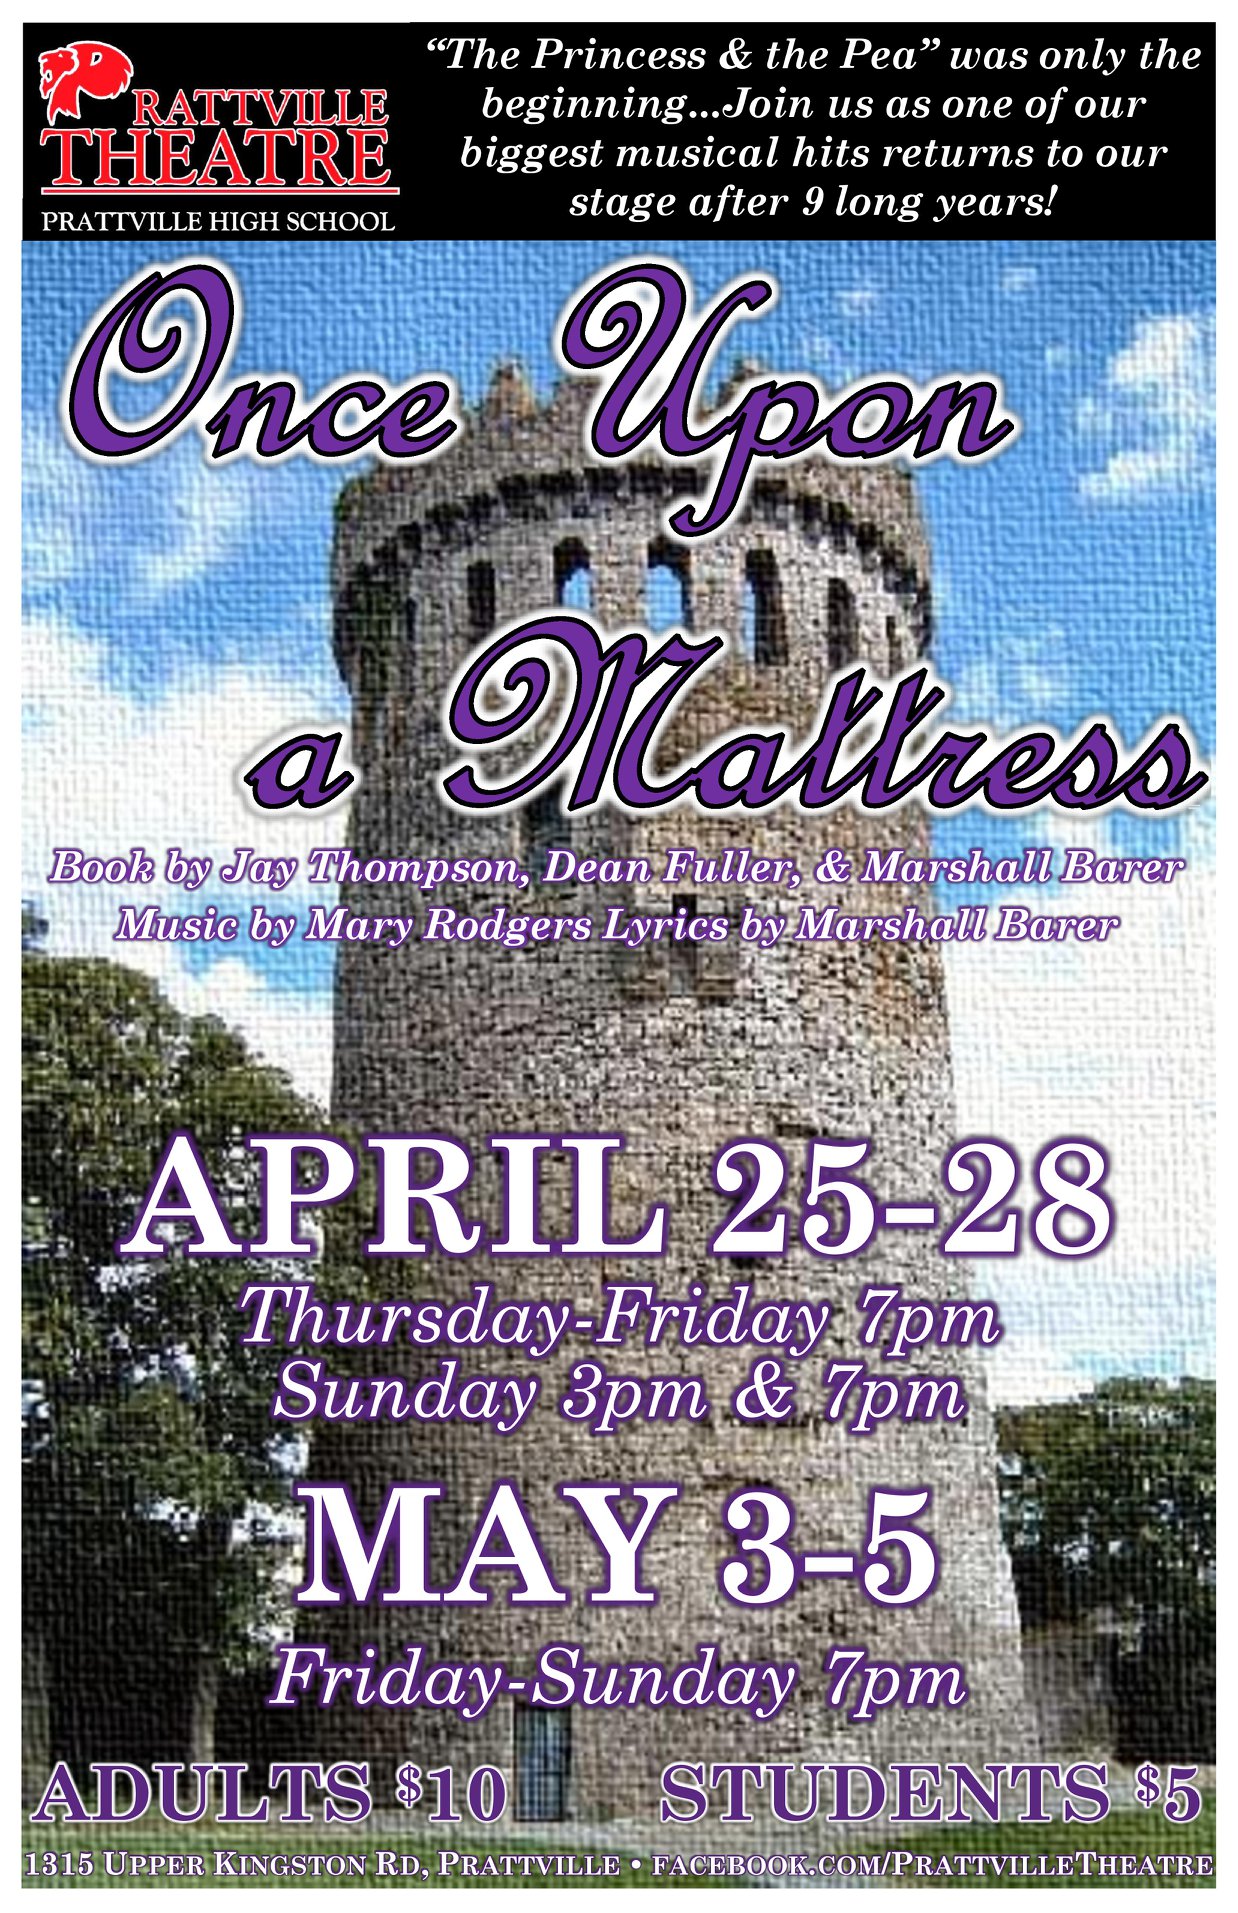 PRATTVILLE
THEATRE
PRATTVILLE HIGH SCHOOL
“The Princess & the Pea” was only the
beginning...Join us as one of our
biggest musical hits returns to our
stage after 9 long years!
Once Upon
a Mattress
Book by Jay Thompson, Dean Fuller, & Marshall Barer
Music by Mary Rodgers Lyrics by Marshall Barer
APRIL 25-28
Thursday-Friday 7pm
Sunday 3pm & 7pm
MAY 3-5
Friday-Sunday 7pm
ADULTS $10 STUDENTS $5
1315 UPPER KINGSTON RD, PRATTVILLE • FACEBOOK.COM/PRATTVILLETHEATRE